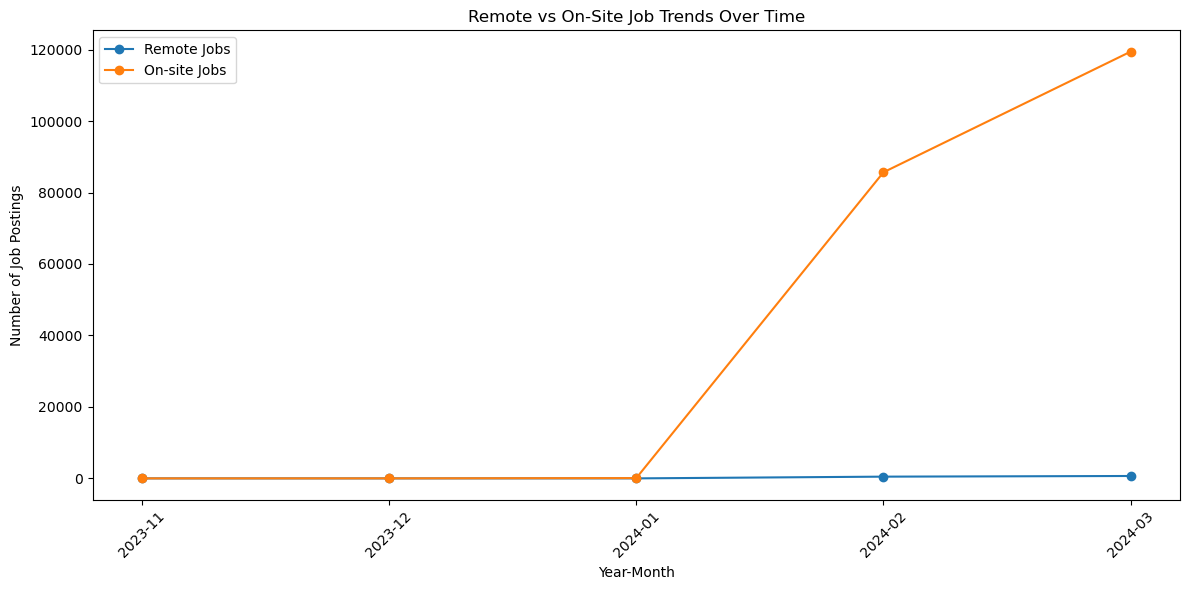 Remote vs On-Site Job Trends Over Time
Remote Jobs
On-site Jobs
Number of Job Postings
120000
100000
80000
60000
40000
20000
0
2023-11
2023-12
2024-01
2024-02
2024-03
Year-Month